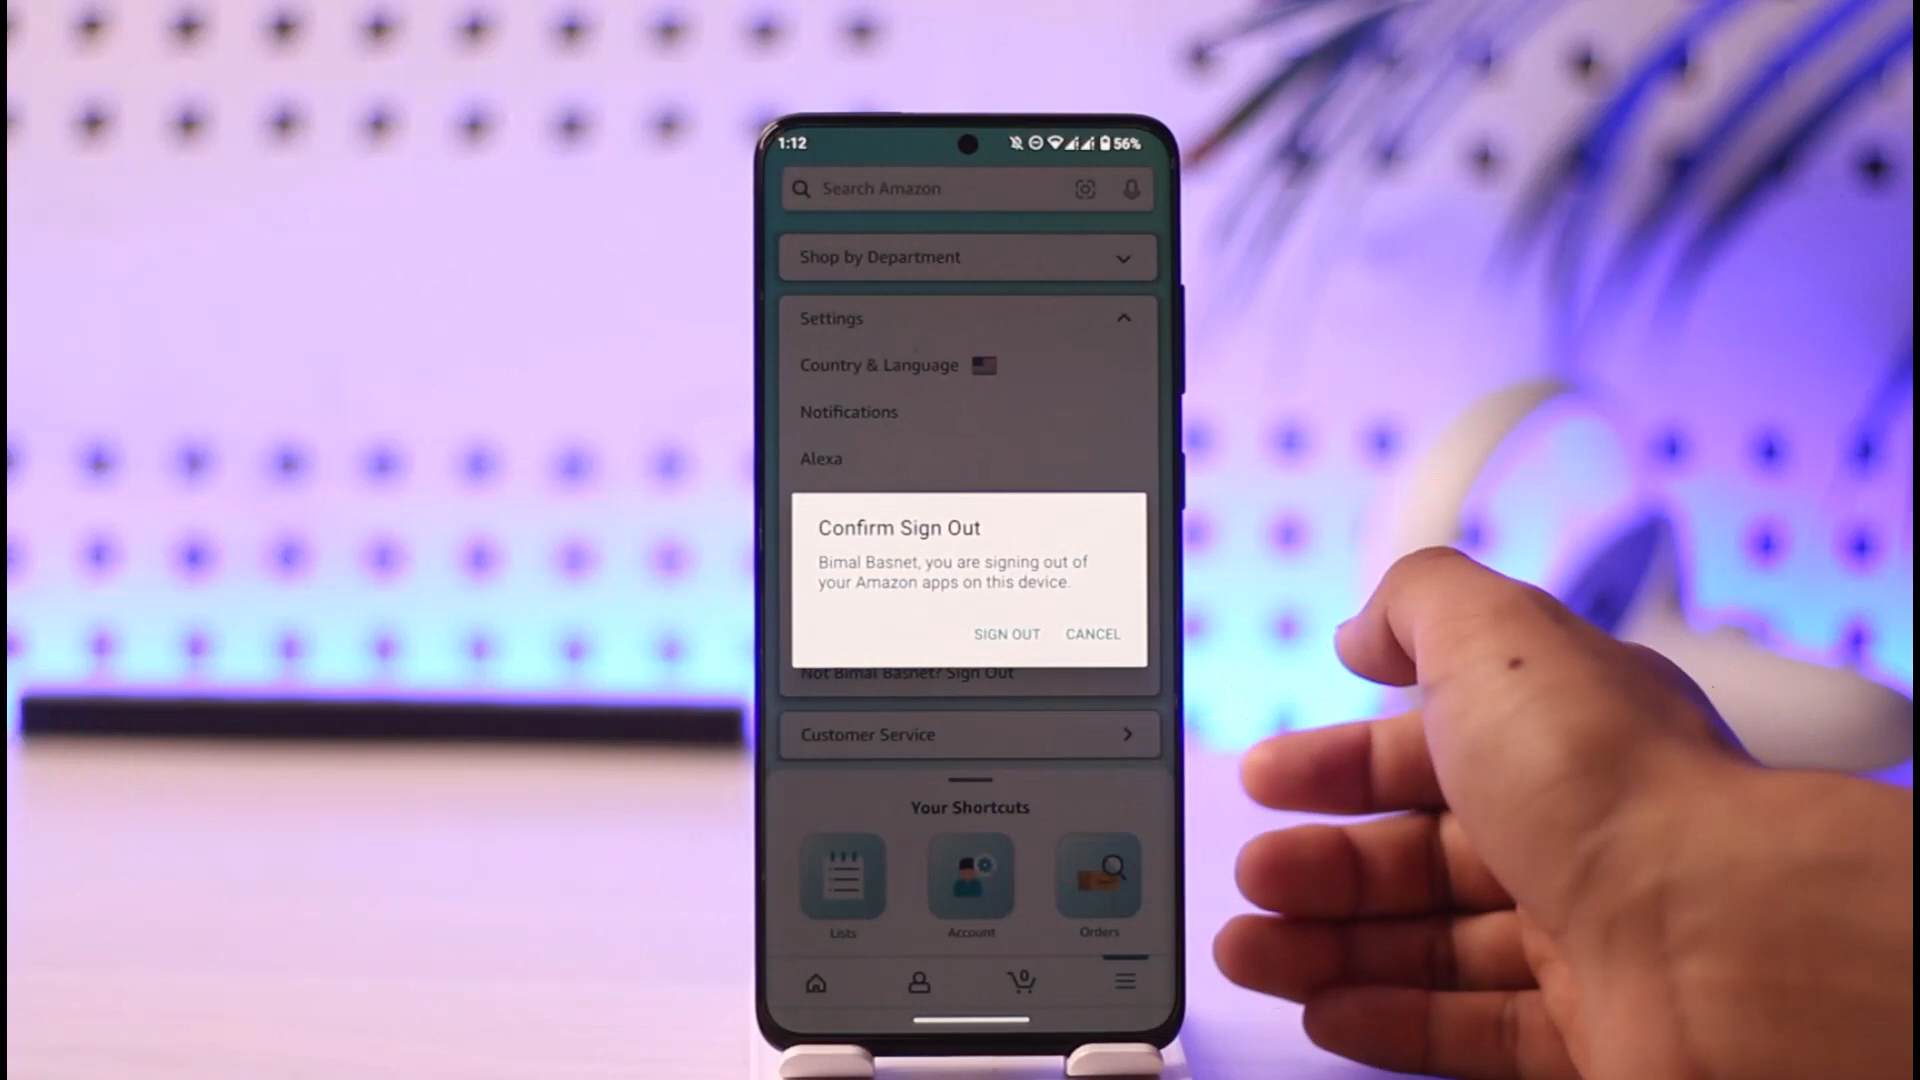 1:12
56%
Search Amazon
Shop by Department
Settings
Country & Language
Notifications
Alexa
Confirm Sign Out
Bimal Basnet, you are signing out of
your Amazon apps on this device.
SIGN OUT CANCEL
Not Bimal Basnet? Sign Out
Customer Service
Your Shortcuts
Lists Account Orders
0